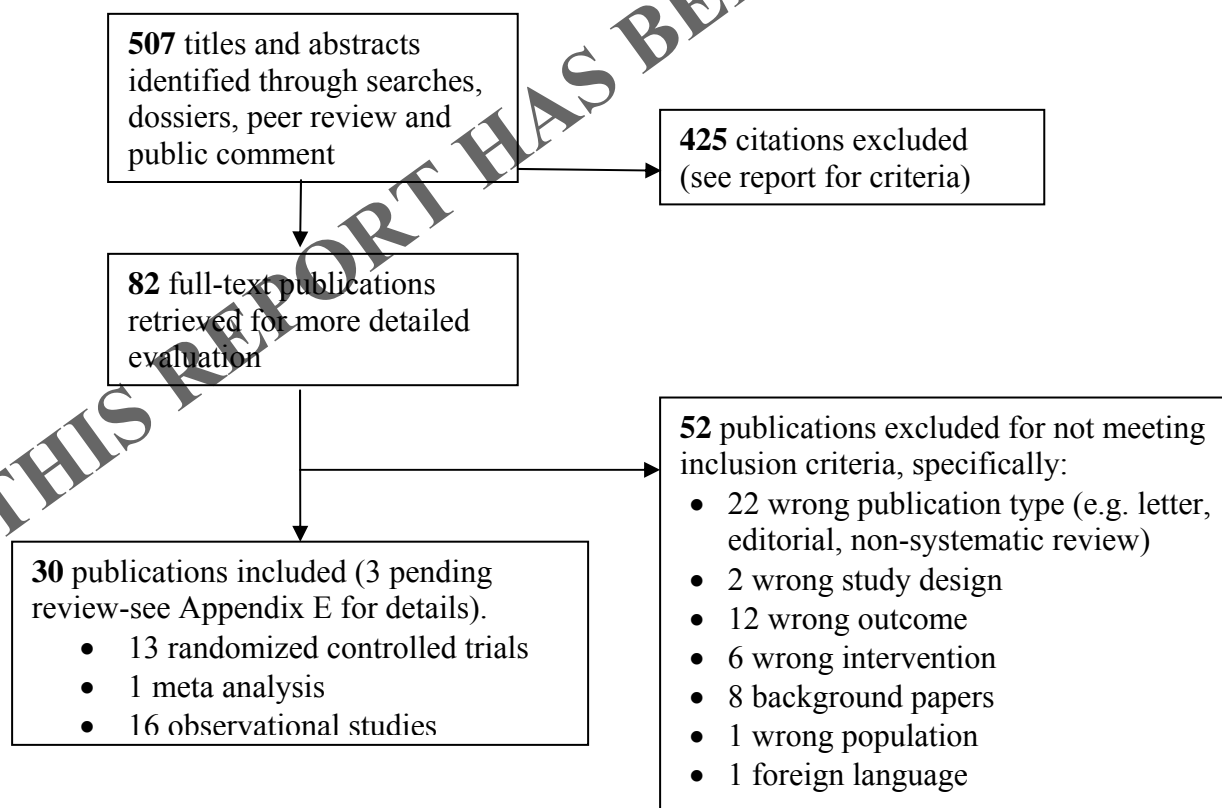 507 titles and abstracts
identified through searches,
dossiers, peer review and
public comment
425 citations excluded
(see report for criteria)
82 full-text publications
retrieved for more detailed
evaluation
52 publications excluded for not meeting
inclusion criteria, specifically:
• 22 wrong publication type (e.g. letter,
editorial, non-systematic review)
• 2 wrong study design
• 12 wrong outcome
• 6 wrong intervention
• 8 background papers
• 1 wrong population
• 1 foreign language
30 publications included (3 pending
review-see Appendix E for details).
• 13 randomized controlled trials
• 1 meta analysis
• 16 observational studies
THIS REPORT HAS